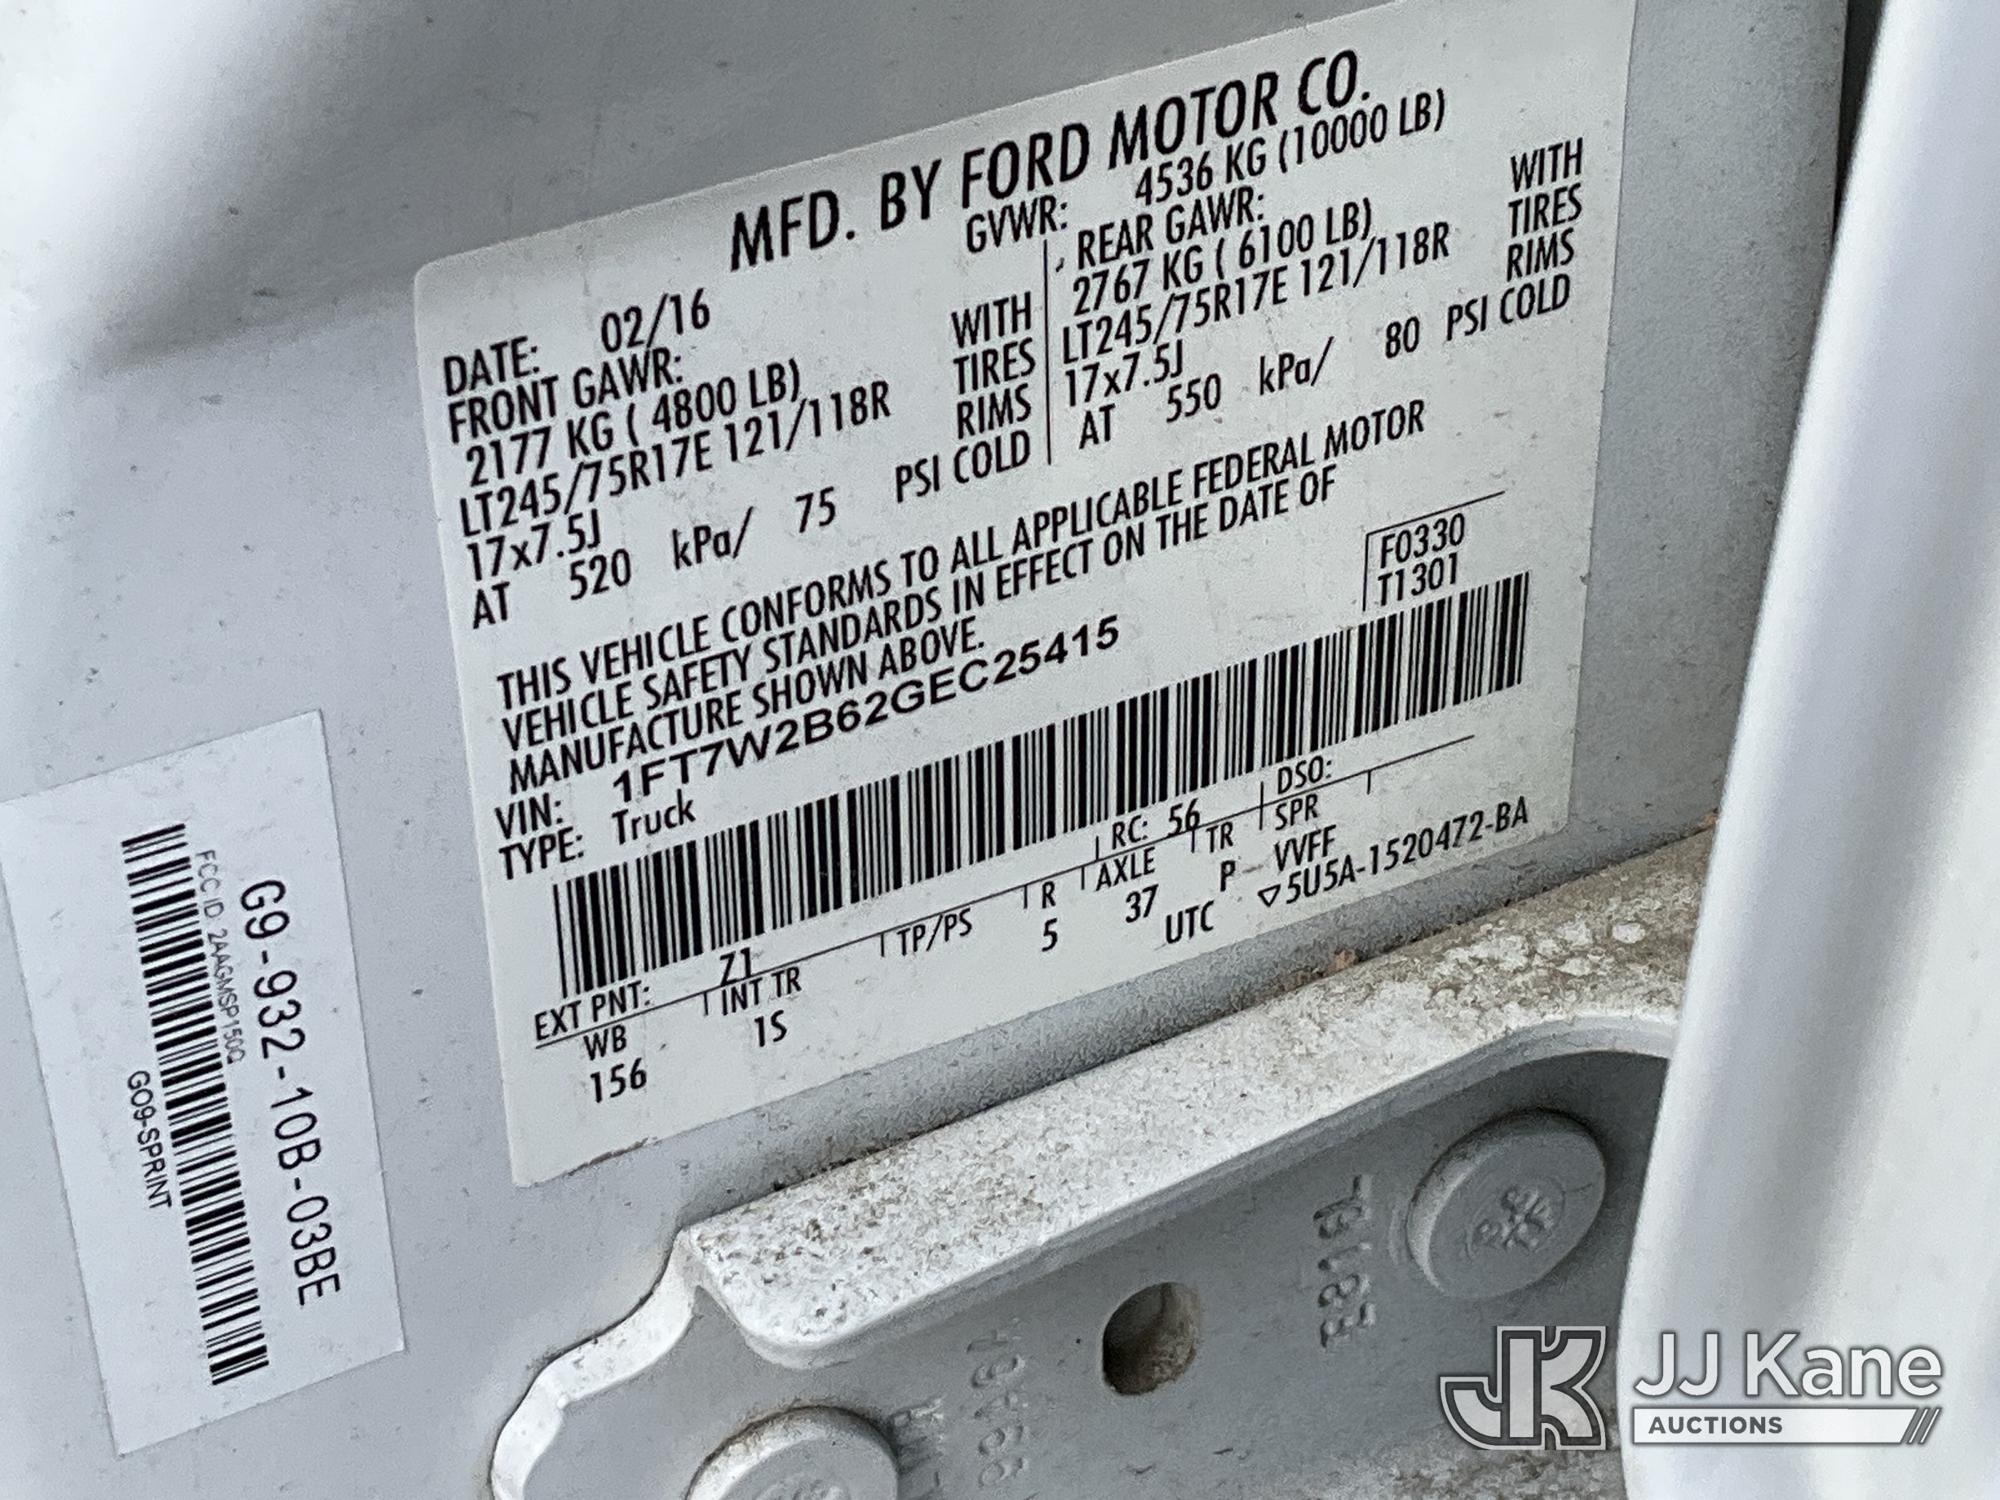 MFD. BY FORD MOTOR CO.
DATE: 02/16 GVWR: 4536 KG (10000 LB)
FRONT GAWR:
2177 KG ( 4800 LB) WITH
LT245/75R17E 121/118R TIRES
17x7.5J RIMS
AT 520 kPa/ 75 PSI COLD
REAR GAWR:
2767 KG ( 6100 LB) WITH
LT245/75R17E 121/118R TIRES
17x7.5J RIMS
AT 550 kPa/ 80 PSI COLD
THIS VEHICLE CONFORMS TO ALL APPLICABLE FEDERAL MOTOR
VEHICLE SAFETY STANDARDS IN EFFECT ON THE DATE OF
MANUFACTURE SHOWN ABOVE.
VIN: 1FT7W2B62GEC25415
TYPE: Truck
F0330
T1301
EXT PNT: Z1 RC: 56 DSO:
WB INT TR TP/PS R AXLE TR SPR
156 1S 5 37 P VVFF
UTC ▽5U5A-1520472-BA
G9-932-10B-03BE
FCC ID: 2AAGMSP150Q
GO9-SPRINT
JK
JJ Kane
AUCTIONS